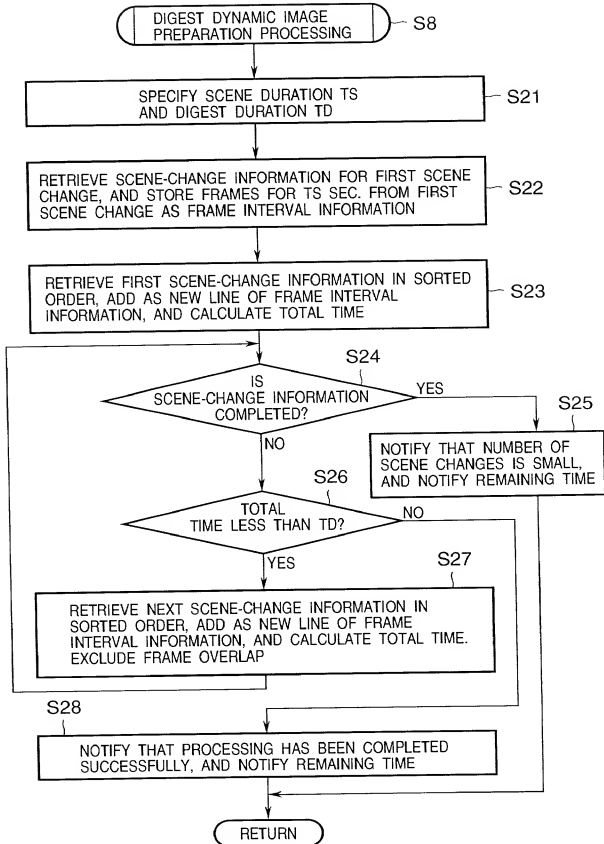 DIGEST DYNAMIC IMAGE
PREPARATION PROCESSING
S8
SPECIFY SCENE DURATION TS
AND DIGEST DURATION TD
S21
RETRIEVE SCENE-CHANGE INFORMATION FOR FIRST SCENE
CHANGE, AND STORE FRAMES FOR TS SEC. FROM FIRST
SCENE CHANGE AS FRAME INTERVAL INFORMATION
S22
RETRIEVE FIRST SCENE-CHANGE INFORMATION IN SORTED
ORDER, ADD AS NEW LINE OF FRAME INTERVAL
INFORMATION, AND CALCULATE TOTAL TIME
S23
S24
IS
SCENE-CHANGE INFORMATION
COMPLETED?
YES
NO
S25
NOTIFY THAT NUMBER OF
SCENE CHANGES IS SMALL,
AND NOTIFY REMAINING TIME
S26
TOTAL
TIME LESS THAN TD?
NO
YES
S27
RETRIEVE NEXT SCENE-CHANGE INFORMATION IN
SORTED ORDER, ADD AS NEW LINE OF FRAME
INTERVAL INFORMATION, AND CALCULATE TOTAL TIME.
EXCLUDE FRAME OVERLAP
S28
NOTIFY THAT PROCESSING HAS BEEN COMPLETED
SUCCESSFULLY, AND NOTIFY REMAINING TIME
RETURN